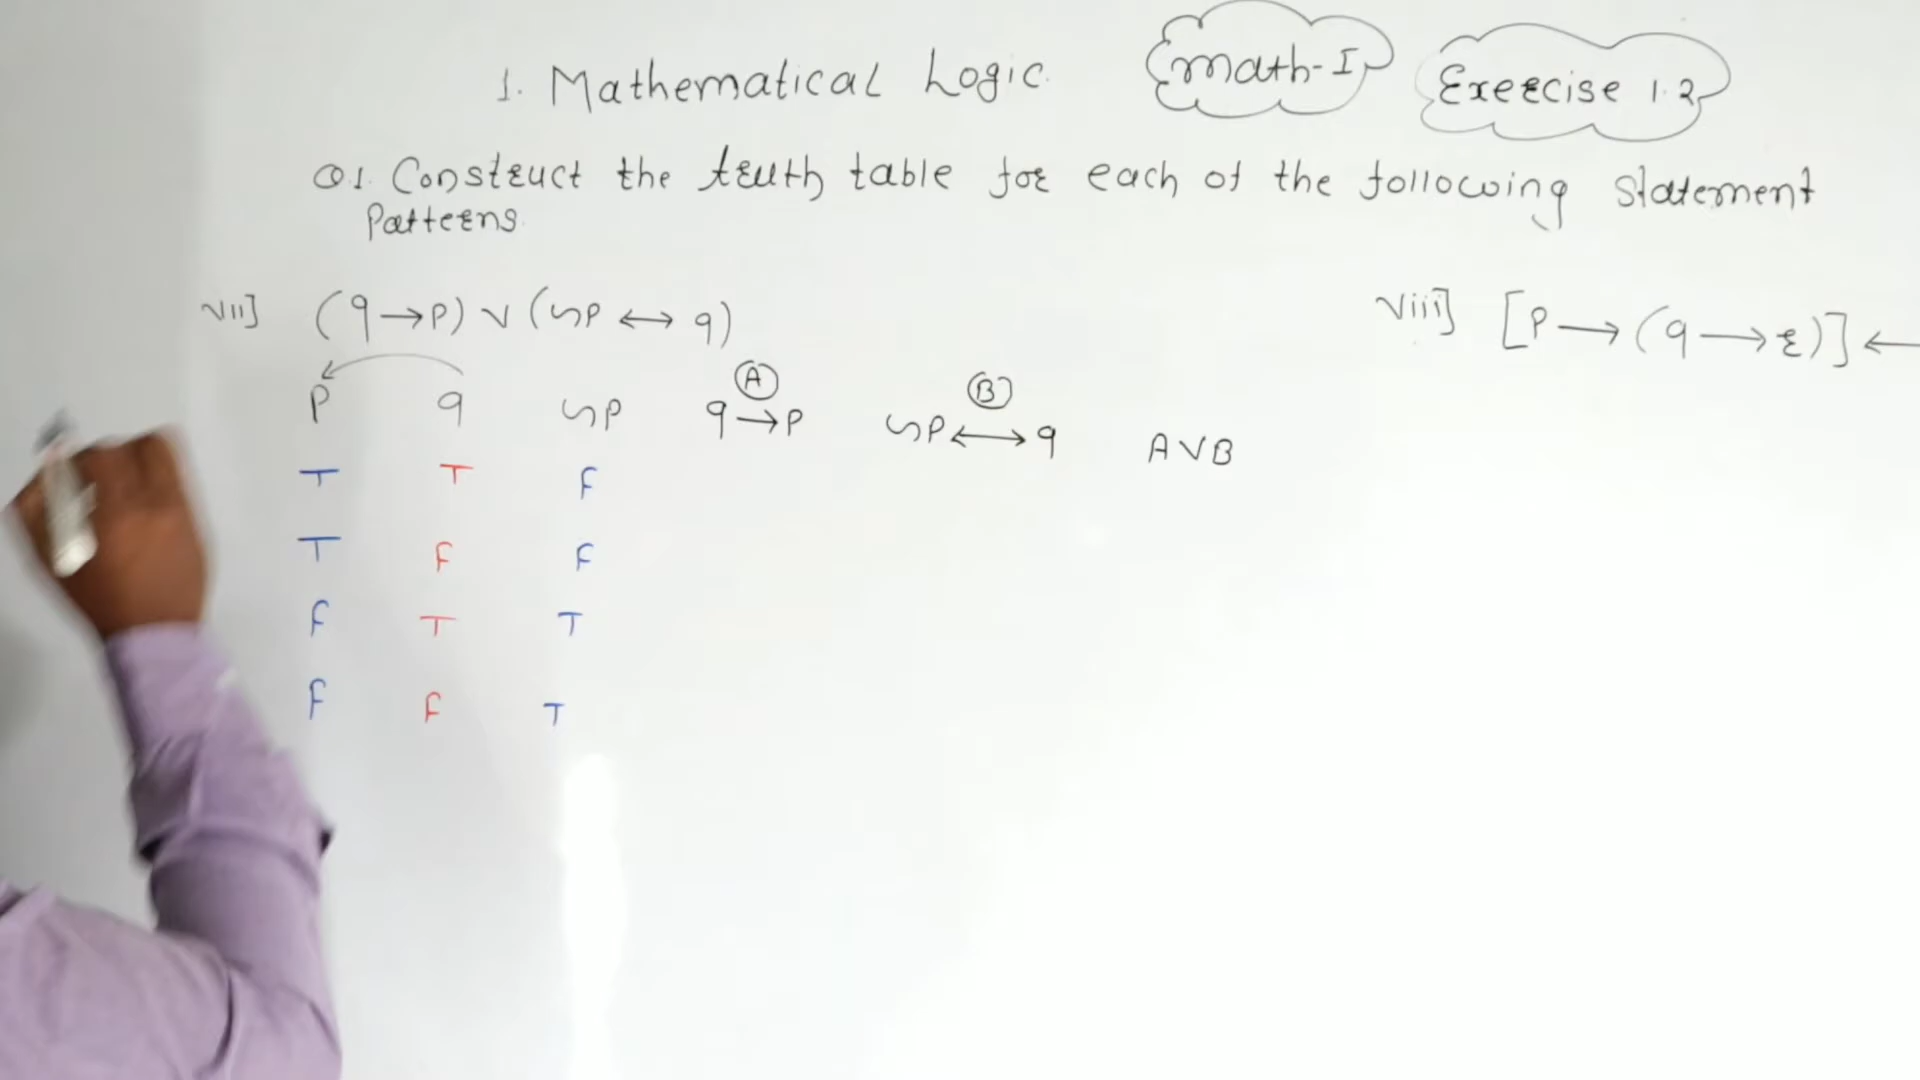 1. Mathematical Logic
Math-I
Exercise 1.2
Q1. Construct the truth table for each of the following statement
patterns.
vii] (q→p) ∨ (∼p ↔ q)
viii] [p → (q → r)] ←
A
B
p q ∼p q→p ∼p↔q A∨B
T T F
T F F
F T T
F F T